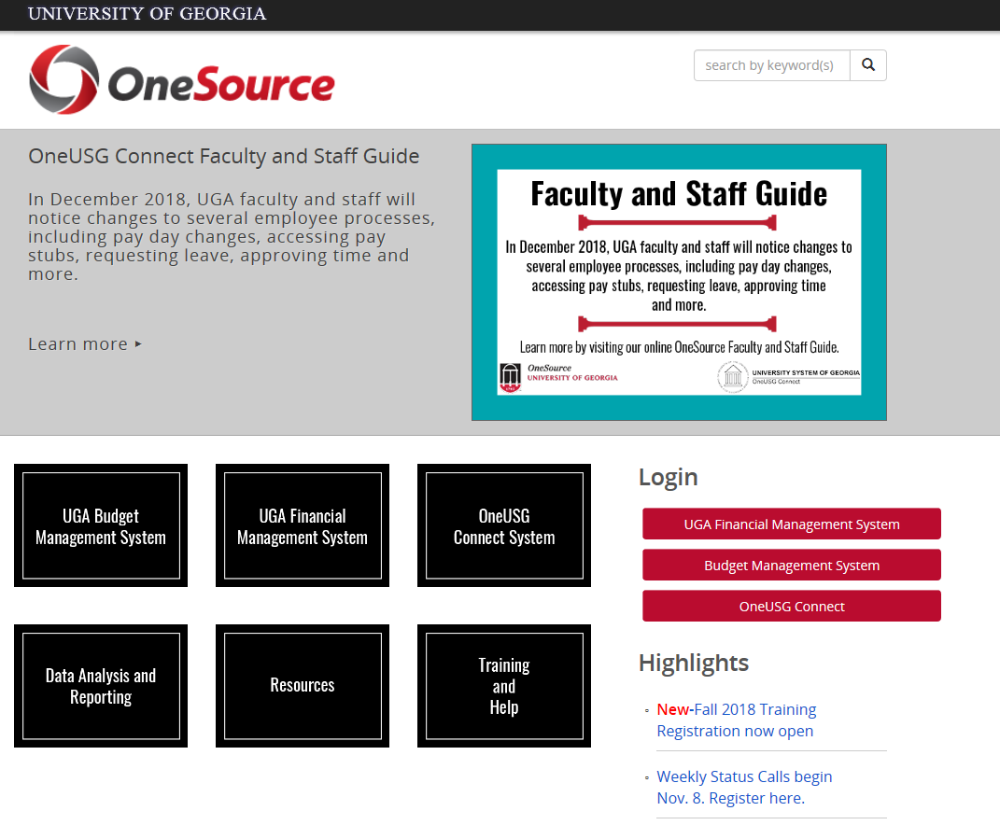 UNIVERSITY OF GEORGIA
OneSource
search by keyword(s)
OneUSG Connect Faculty and Staff Guide
In December 2018, UGA faculty and staff will
notice changes to several employee processes,
including pay day changes, accessing pay
stubs, requesting leave, approving time and
more.
Learn more
Faculty and Staff Guide
In December 2018, UGA faculty and staff will notice changes to
several employee processes, including pay day changes,
accessing pay stubs, requesting leave, approving time
and more.
Learn more by visiting our online OneSource Faculty and Staff Guide.
OneSource
UNIVERSITY OF GEORGIA
UNIVERSITY SYSTEM OF GEORGIA
OneUSG Connect
UGA Budget
Management System
UGA Financial
Management System
OneUSG
Connect System
Data Analysis and
Reporting
Resources
Training
and
Help
Login
UGA Financial Management System
Budget Management System
OneUSG Connect
Highlights
New-Fall 2018 Training
Registration now open
Weekly Status Calls begin
Nov. 8. Register here.